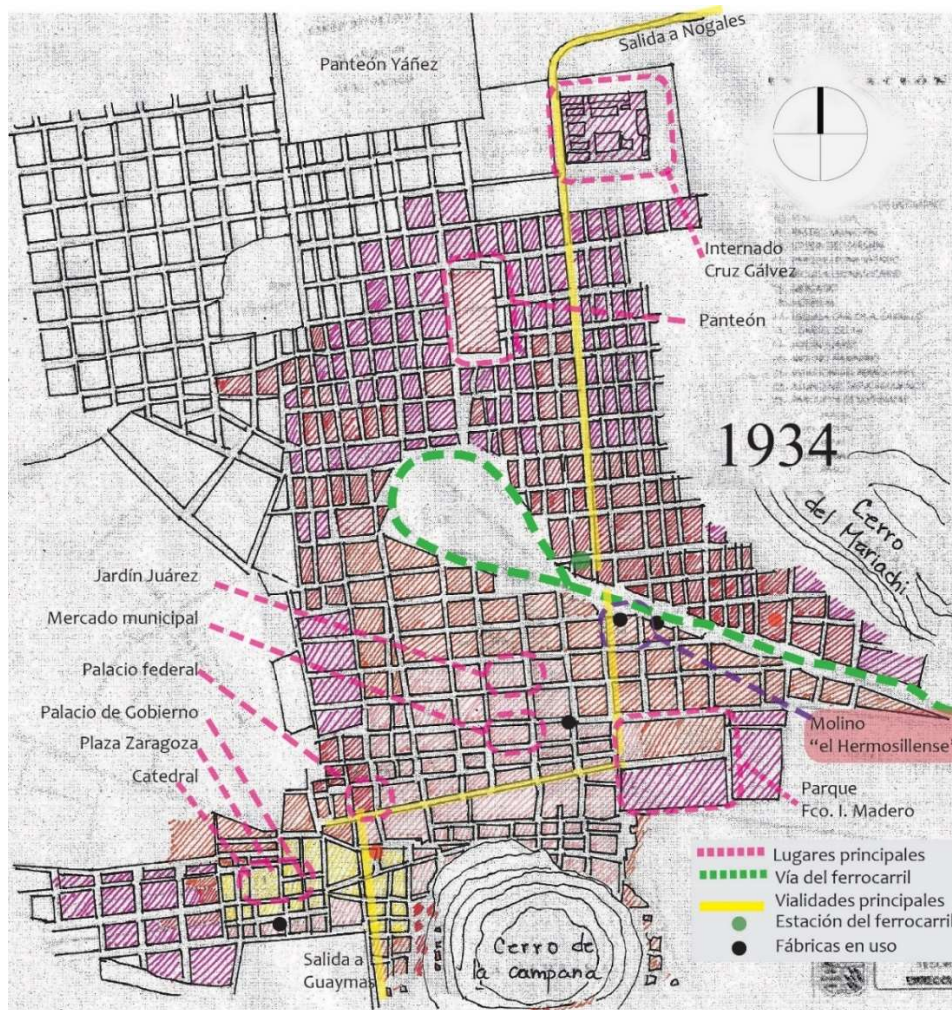 Salida a Nogales
Panteón Yáñez
Internado
Cruz Gálvez
Panteón
1934
Cerro
del Mariachi
Jardín Juárez
Mercado municipal
Palacio federal
Palacio de Gobierno
Plaza Zaragoza
Catedral
Molino
"el Hermosillense"
Parque
Fco. I. Madero
Lugares principales
Vía del ferrocarril
Vialidades principales
Estación del ferrocarril
Fábricas en uso
Salida a
Guaymas
Cerro de
la campana